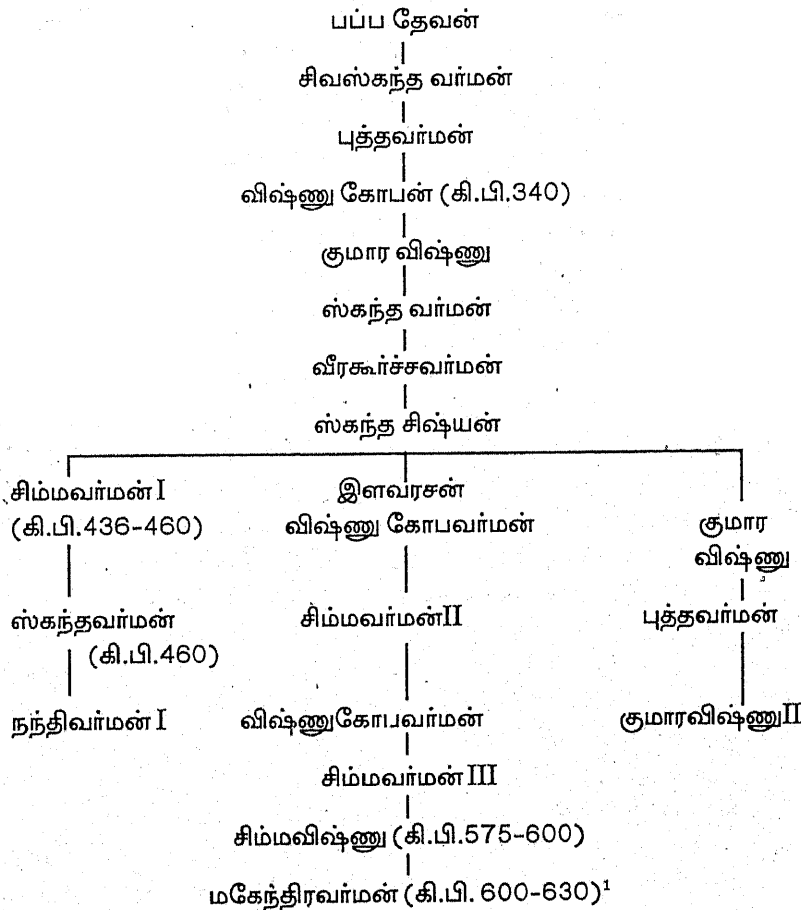 பப்ப தேவன்
சிவஸ்கந்த வர்மன்
புத்தவர்மன்
விஷ்ணு கோபன் (கி.பி.340)
குமார விஷ்ணு
ஸ்கந்த வர்மன்
வீரகூர்ச்சவர்மன்
ஸ்கந்த சிஷ்யன்
சிம்மவர்மன் I
(கி.பி.436-460)
இளவரசன்
விஷ்ணு கோபவர்மன்
குமார
விஷ்ணு
ஸ்கந்தவர்மன்
(கி.பி.460)
சிம்மவர்மன்II
புத்தவர்மன்
நந்திவர்மன் I
விஷ்ணுகோபவர்மன்
குமாரவிஷ்ணுII
சிம்மவர்மன் III
சிம்மவிஷ்ணு (கி.பி.575-600)
மகேந்திரவர்மன் (கி.பி. 600-630)¹